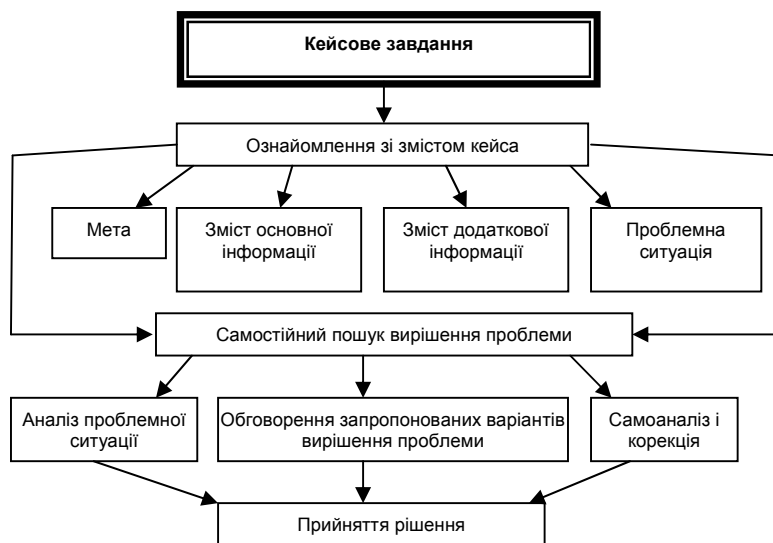 Кейсове завдання
Ознайомлення зі змістом кейса
Мета
Зміст основної
інформації
Зміст додаткової
інформації
Проблемна
ситуація
Самостійний пошук вирішення проблеми
Аналіз проблемної
ситуації
Обговорення запропонованих варіантів
вирішення проблеми
Самоаналіз і
корекція
Прийняття рішення